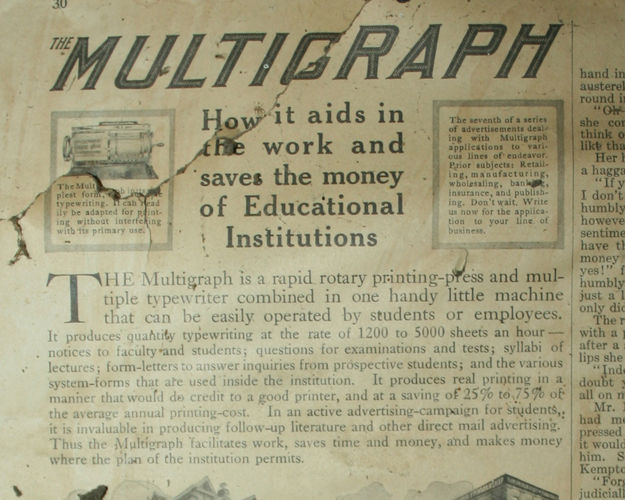 30
THE MULTIGRAPH
How it aids in
the work and
saves the money
of Educational
Institutions
The Multigraph in its sim-
plest form,
typewriting. It can read-
ily be adapted for print-
ing without interfering
with its primary use.
The seventh of a series
of advertisements deal-
ing with Multigraph
applications to vari-
ous lines of endeavor.
Prior subjects: Retail-
ing, manufacturing,
wholesaling, banking,
insurance, and publish-
ing. Don't wait. Write
us now for the applica-
tion to your line of
business.
THE Multigraph is a rapid rotary printing-press and mul-
tiple typewriter combined in one handy little machine
that can be easily operated by students or employees.
It produces quantity typewriting at the rate of 1200 to 5000 sheets an hour—
notices to faculty and students; questions for examinations and tests; syllabi of
lectures; form-letters to answer inquiries from prospective students; and the various
system-forms that are used inside the institution. It produces real printing in a
manner that would do credit to a good printer, and at a saving of 25% to 75% of
the average annual printing-cost. In an active advertising-campaign for students,
it is invaluable in producing follow-up literature and other direct mail advertising.
Thus the Multigraph facilitates work, saves time and money, and makes money
where the plan of the institution permits.
hand in
austerel
round i
"Oh
she con
think o
like tha
Her h
a hagga
"If y
I don't
humbly
however
sentime
have th
money
yes!" f
humbly
just a l
only did
The r
with a p
after a
lips she
"Inde
doubt y
all on m
Mr. I
had me
pressed
it would
him. S
Kempto
"Forg
judicial